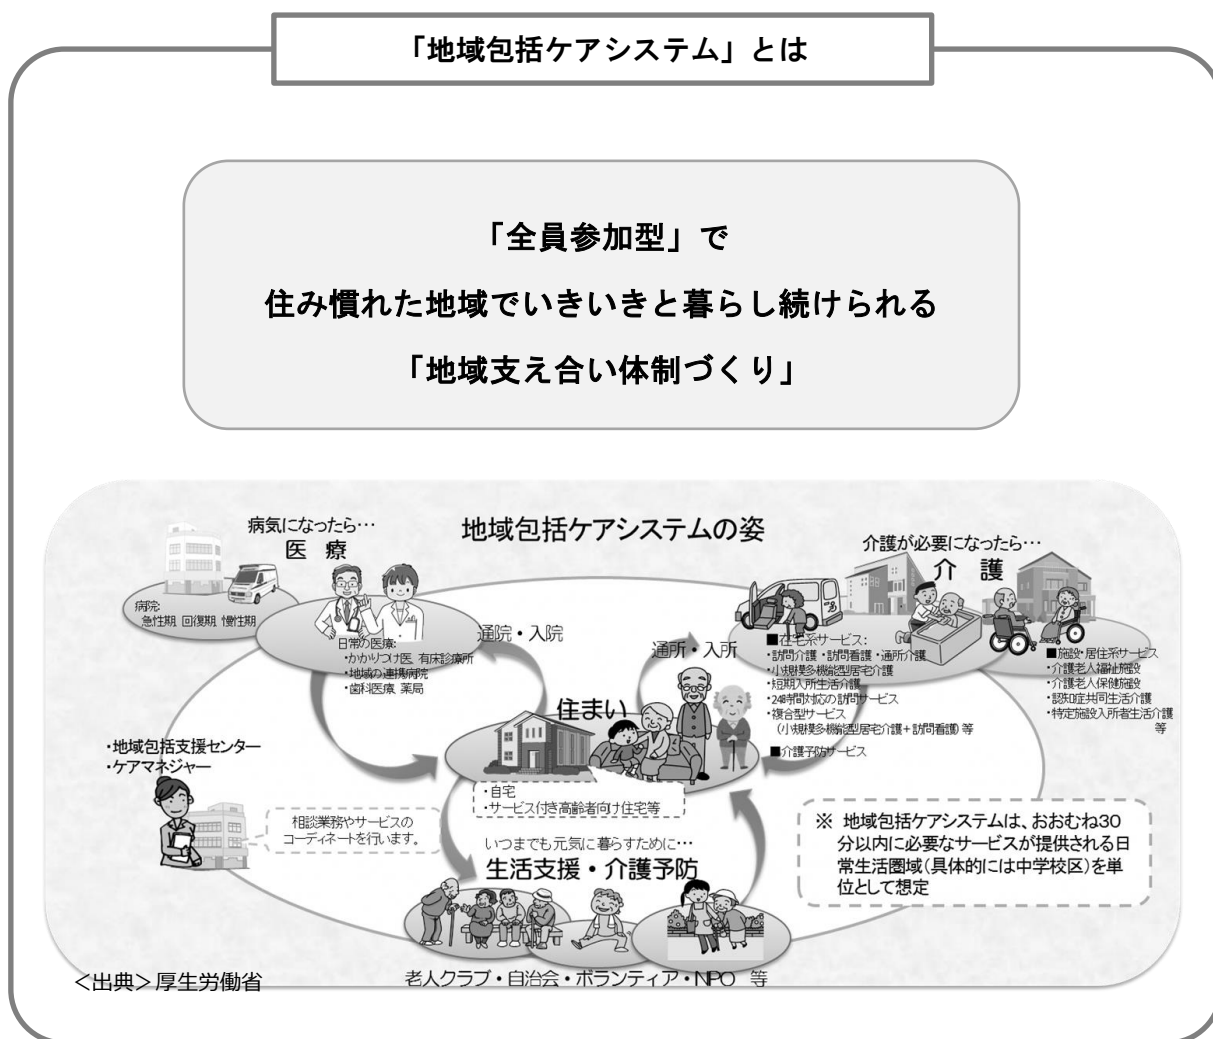 「地域包括ケアシステム」とは
「全員参加型」で
住み慣れた地域でいきいきと暮らし続けられる
「地域支え合い体制づくり」
地域包括ケアシステムの姿
病気になったら…
医 療
病院:
急性期 回復期 慢性期
日常の医療:
・かかりつけ医、有床診療所
・地域の連携病院
・歯科医療、薬局
通院・入院
通所・入所
介護が必要になったら…
介 護
■在宅系サービス:
・訪問介護 ・訪問看護 ・通所介護
・小規模多機能型居宅介護
・短期入所生活介護
・24時間対応の訪問サービス
・複合型サービス
(小規模多機能型居宅介護+訪問看護) 等
■介護予防サービス
■施設・居住系サービス
・介護老人福祉施設
・介護老人保健施設
・認知症共同生活介護
・特定施設入所者生活介護
等
住まい
・自宅
・サービス付き高齢者向け住宅等
・地域包括支援センター
・ケアマネジャー
相談業務やサービスの
コーディネートを行います。
いつまでも元気に暮らすために…
生活支援・介護予防
老人クラブ・自治会・ボランティア・NPO 等
※ 地域包括ケアシステムは、おおむね30
分以内に必要なサービスが提供される日
常生活圏域(具体的には中学校区)を単
位として想定
<出典>厚生労働省